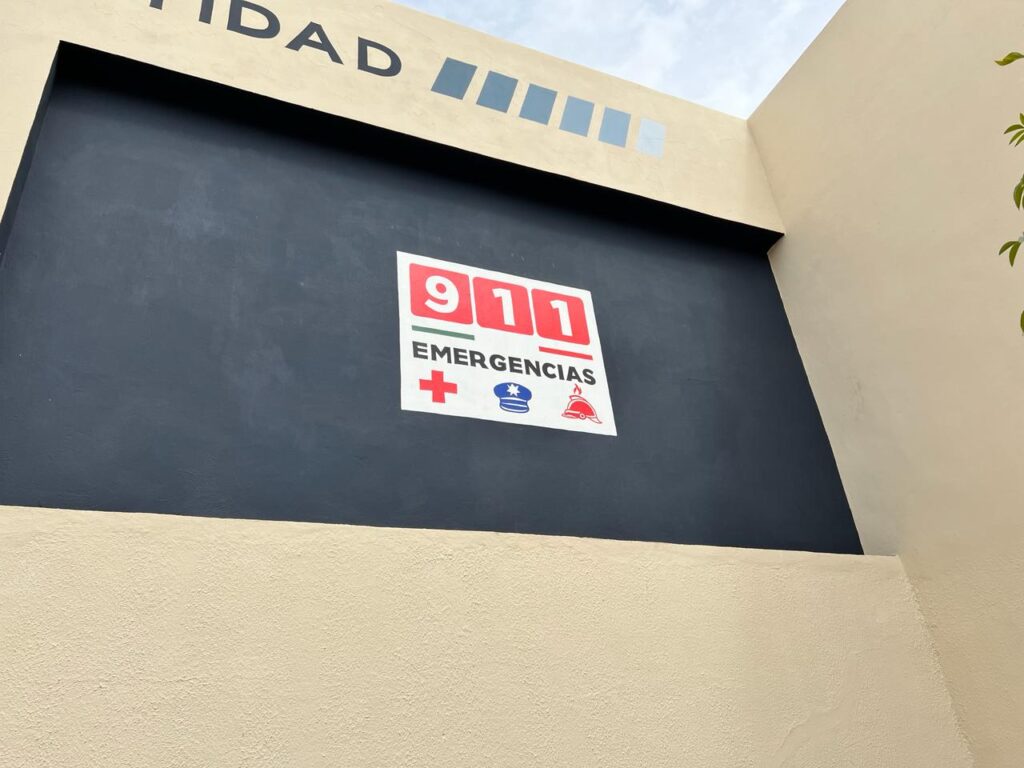 TIDAD
911
EMERGENCIAS